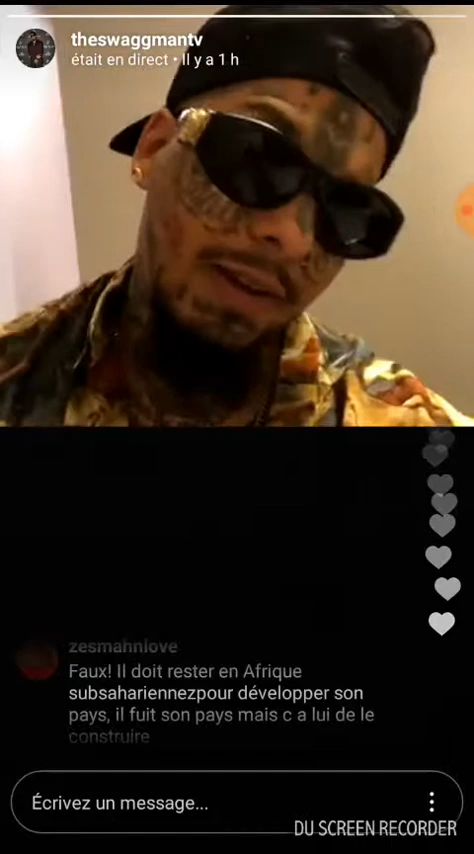 theswaggmantv
était en direct • Il y a 1 h
zesmahnlove
Faux! Il doit rester en Afrique
subsahariennezpour développer son
pays, il fuit son pays mais c a lui de le
construire
Écrivez un message...
DU SCREEN RECORDER